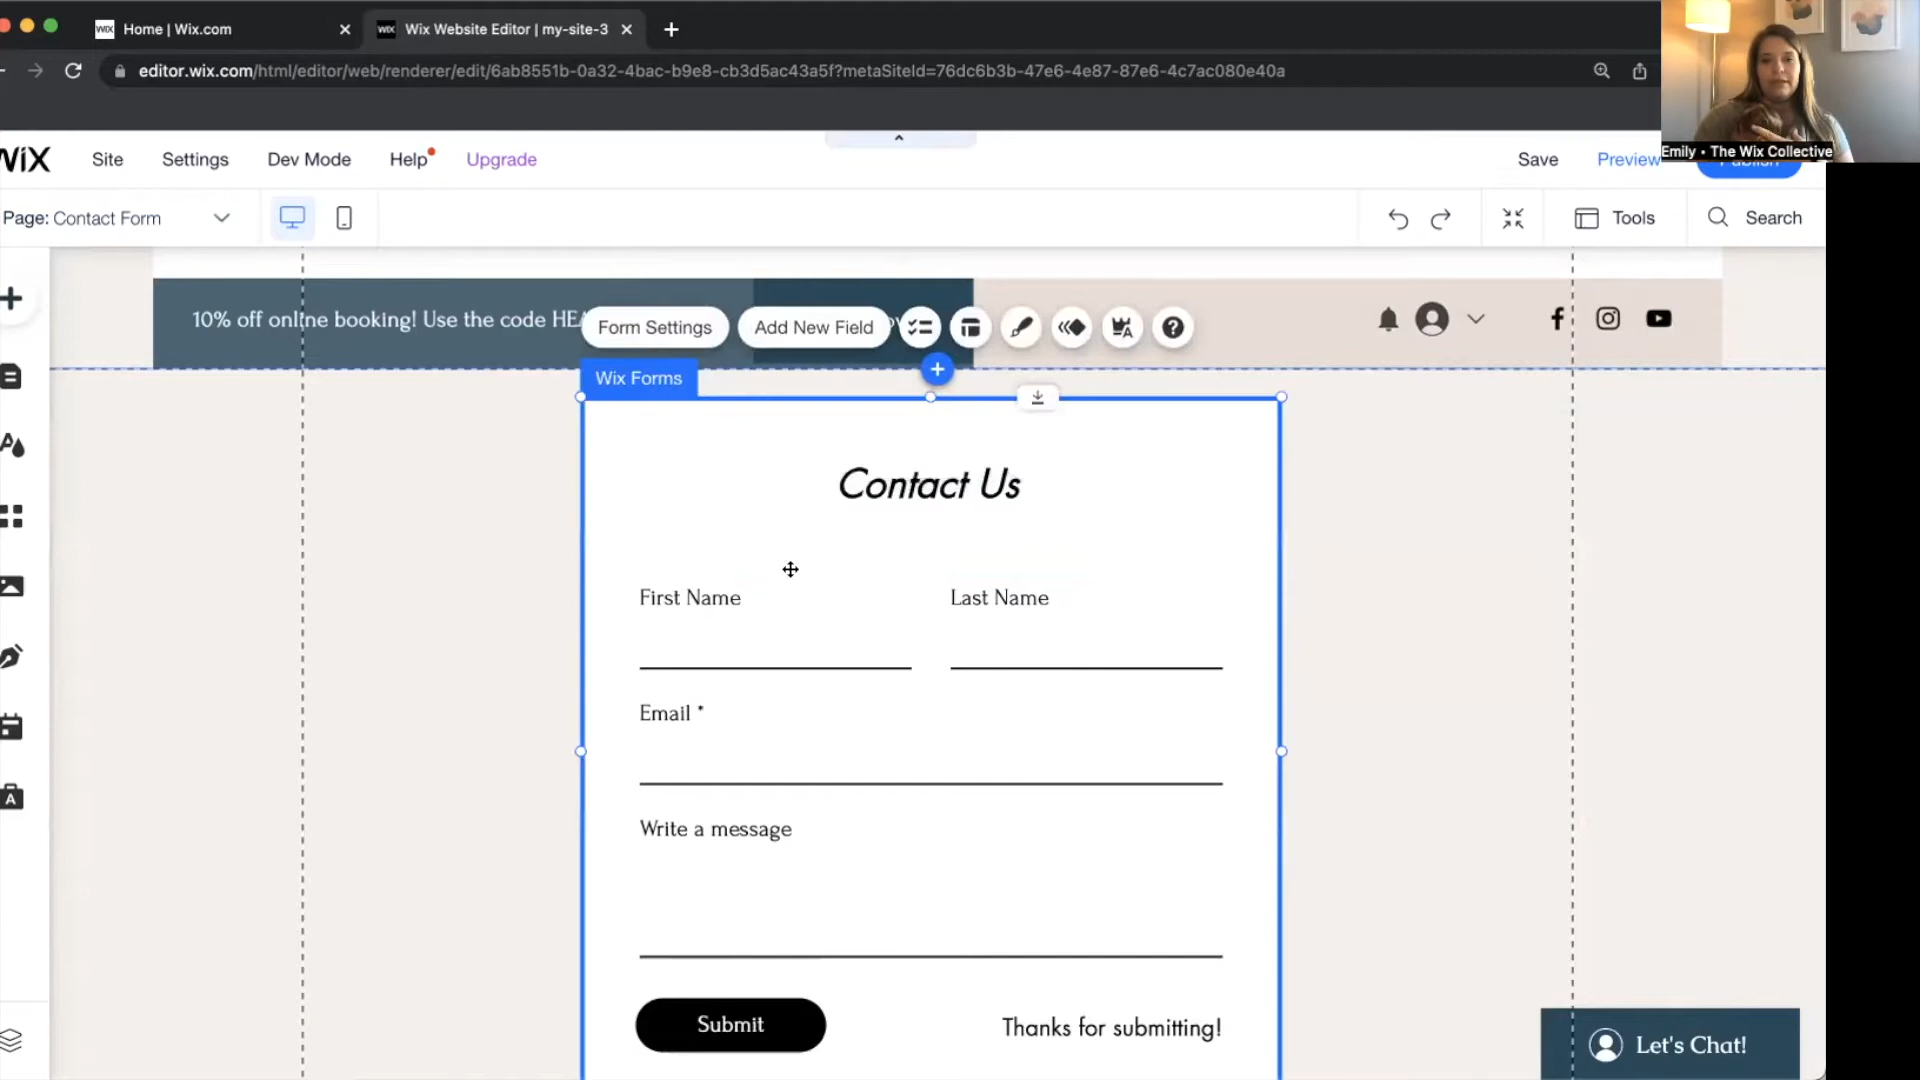 Home | Wix.com
Wix Website Editor | my-site-3
editor.wix.com/html/editor/web/renderer/edit/6ab8551b-0a32-4bac-b9e8-cb3d5ac43a5f?metaSiteId=76dc6b3b-47e6-4e87-87e6-4c7ac080e40a
Emily • The Wix Collective
WiX
Site
Settings
Dev Mode
Help
Upgrade
Save
Preview
Publish
Page: Contact Form
Tools
Search
10% off online booking! Use the code HEA
Form Settings
Add New Field
Wix Forms
Contact Us
First Name
Last Name
Email *
Write a message
Submit
Thanks for submitting!
Let's Chat!